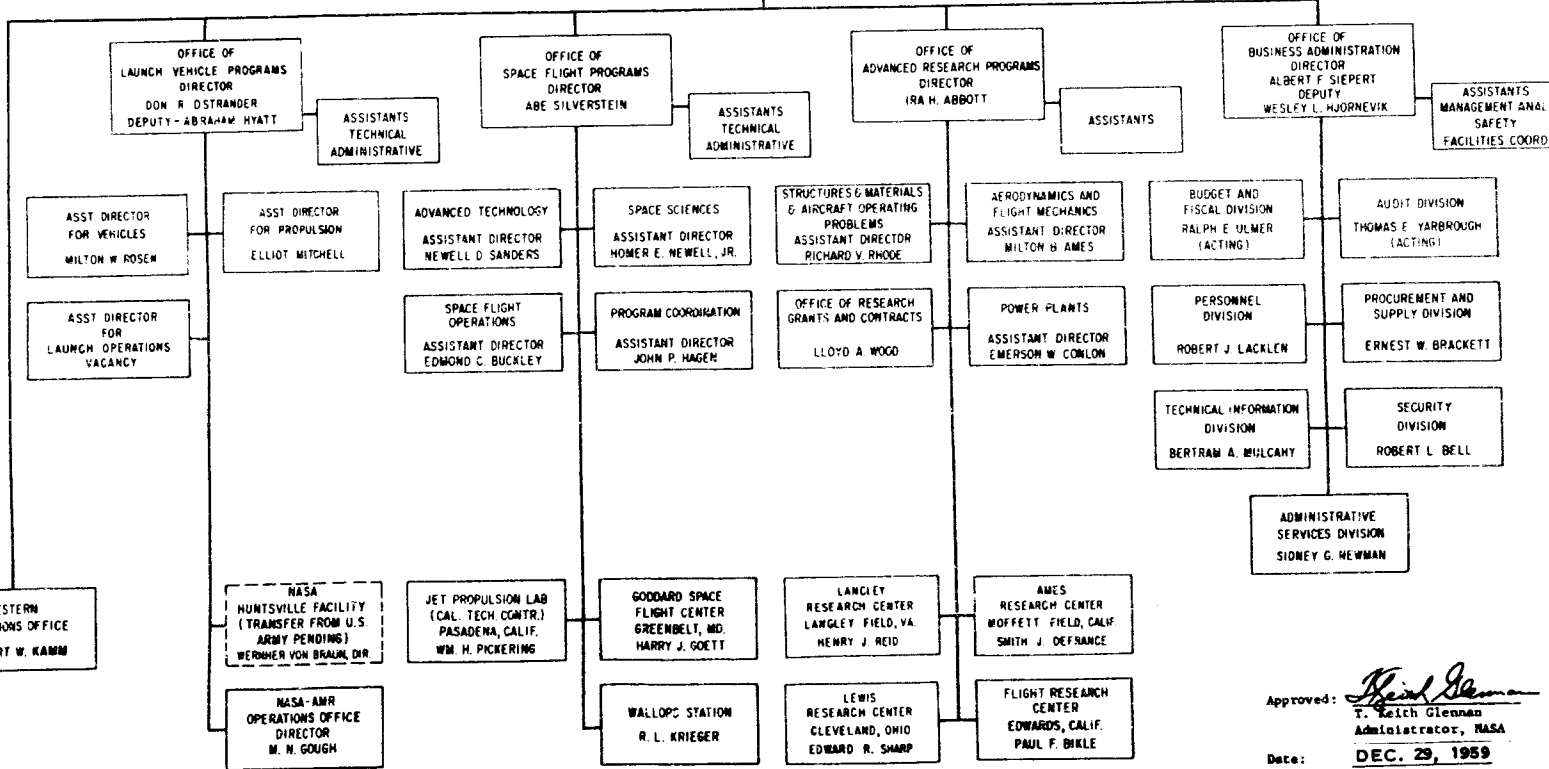 OFFICE OF
LAUNCH VEHICLE PROGRAMS
DIRECTOR
DON R OSTRANDER
DEPUTY - ABRAHAM HYATT
ASSISTANTS
TECHNICAL
ADMINISTRATIVE
OFFICE OF
SPACE FLIGHT PROGRAMS
DIRECTOR
ABE SILVERSTEIN
ASSISTANTS
TECHNICAL
ADMINISTRATIVE
OFFICE OF
ADVANCED RESEARCH PROGRAMS
DIRECTOR
IRA H. ABBOTT
ASSISTANTS
OFFICE OF
BUSINESS ADMINISTRATION
DIRECTOR
ALBERT F SIEPERT
DEPUTY
WESLEY L. HJORNEVIK
ASSISTANTS
MANAGEMENT ANAL
SAFETY
FACILITIES COORD
ASST DIRECTOR
FOR VEHICLES
MILTON W ROSEN
ASST DIRECTOR
FOR PROPULSION
ELLIOT MITCHELL
ADVANCED TECHNOLOGY
ASSISTANT DIRECTOR
NEWELL D SANDERS
SPACE SCIENCES
ASSISTANT DIRECTOR
HOMER E. NEWELL, JR.
STRUCTURES & MATERIALS
& AIRCRAFT OPERATING
PROBLEMS
ASSISTANT DIRECTOR
RICHARD V. RHODE
AERODYNAMICS AND
FLIGHT MECHANICS
ASSISTANT DIRECTOR
MILTON B AMES
BUDGET AND
FISCAL DIVISION
RALPH E ULMER
(ACTING)
AUDIT DIVISION
THOMAS E YARBROUGH
(ACTING)
ASST DIRECTOR
FOR
LAUNCH OPERATIONS
VACANCY
SPACE FLIGHT
OPERATIONS
ASSISTANT DIRECTOR
EDMOND C. BUCKLEY
PROGRAM COORDINATION
ASSISTANT DIRECTOR
JOHN P. HAGEN
OFFICE OF RESEARCH
GRANTS AND CONTRACTS
LLOYD A. WOOD
POWER PLANTS
ASSISTANT DIRECTOR
EMERSON W. CONLON
PERSONNEL
DIVISION
ROBERT J. LACKLEN
PROCUREMENT AND
SUPPLY DIVISION
ERNEST W. BRACKETT
TECHNICAL INFORMATION
DIVISION
BERTRAM A. MULCAHY
SECURITY
DIVISION
ROBERT L. BELL
ADMINISTRATIVE
SERVICES DIVISION
SIDNEY G. NEWMAN
ESTERN
IONS OFFICE
RT W. KAMM
NASA
HUNTSVILLE FACILITY
(TRANSFER FROM U.S.
ARMY PENDING)
WERNHER VON BRAUN, DIR.
JET PROPULSION LAB
(CAL. TECH. CONTR.)
PASADENA, CALIF.
WM. H. PICKERING
GODDARD SPACE
FLIGHT CENTER
GREENBELT, MD.
HARRY J. GOETT
LANGLEY
RESEARCH CENTER
LANGLEY FIELD, VA.
HENRY J. REID
AMES
RESEARCH CENTER
MOFFETT FIELD, CALIF.
SMITH J. DEFRANCE
NASA-AMR
OPERATIONS OFFICE
DIRECTOR
M. N. GOUGH
WALLOPS STATION
R. L. KRIEGER
LEWIS
RESEARCH CENTER
CLEVELAND, OHIO
EDWARD R. SHARP
FLIGHT RESEARCH
CENTER
EDWARDS, CALIF.
PAUL F. BIKLE
Approved: T Keith Glennan
T. Keith Glennan
Administrator, NASA
Date: DEC. 29, 1959